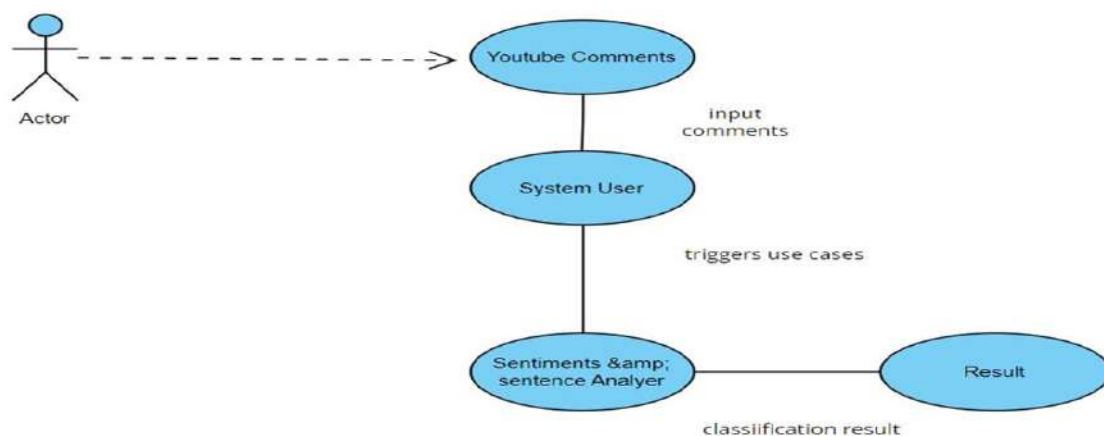 Youtube Comments
Actor
input
comments
System User
triggers use cases
Sentiments &amp;
sentence Analyer
Result
classiification result